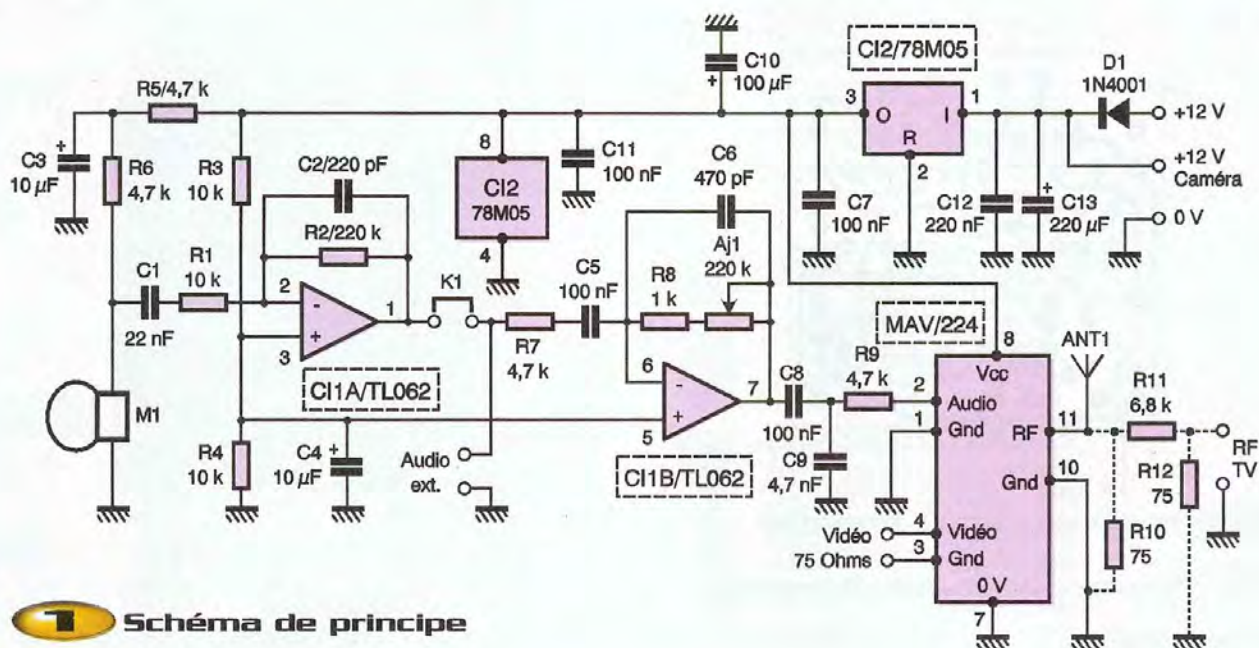 C10
100 µF
CI2/78M05
D1
1N4001
+12 V
+12 V
Caméra
0 V
R5/4,7 k
C3
10 µF
+
R6
4,7 k
R3
10 k
C2/220 pF
R2/220 k
8
CI2
78M05
4
C11
100 nF
C6
470 pF
3
O
I
1
R
2
C7
100 nF
C12
220 nF
C13
220 µF
+
+
C1
22 nF
R1
10 k
2
-
+
3
1
K1
CI1A/TL062
R7
4,7 k
C5
100 nF
R8
1 k
Aj1
220 k
6
-
+
5
7
CI1B/TL062
C8
100 nF
C9
4,7 nF
R9
4,7 k
M1
R4
10 k
C4
10 µF
+
Audio
ext.
MAV/224
8
Vcc
2
Audio
1
Gnd
RF
11
Gnd
10
4
Vidéo
3
Gnd
0 V
7
Vidéo
75 Ohms
ANT1
R11
6,8 k
R12
75
R10
75
RF
TV
1 Schéma de principe